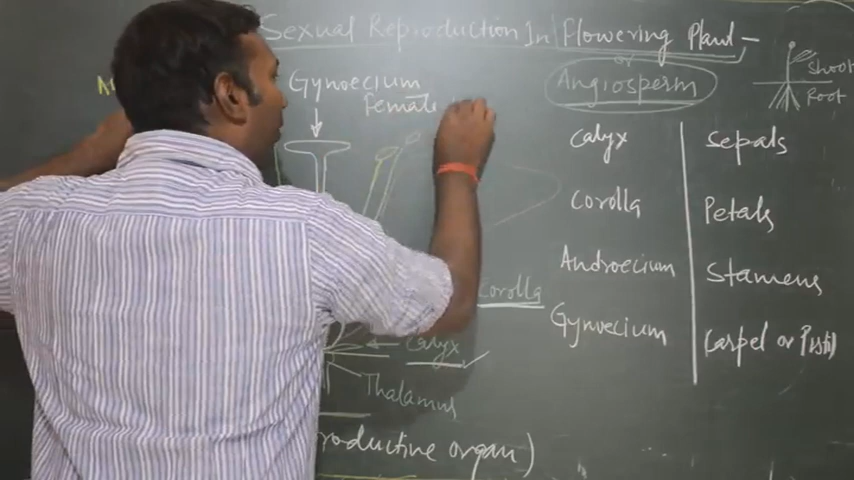 Sexual Reproduction In Flowering Plant -
or
Angiosperm
Shoot
Root
Gynoecium
female
Calyx Sepals
Corolla Petals
Androecium Stamens
Gynoecium Carpel or Pistil
Corolla
Calyx
Thalamus
roductive organ)